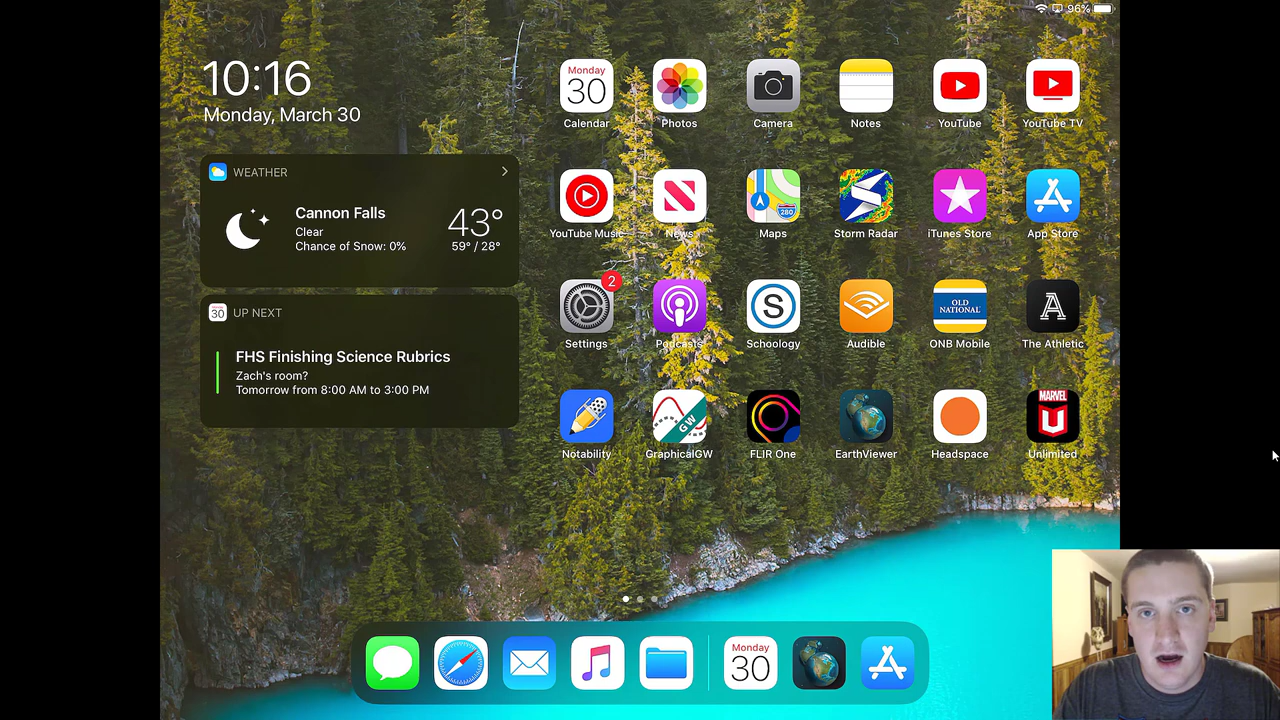 96%
10:16
Monday, March 30
WEATHER
Cannon Falls
Clear
Chance of Snow: 0%
43°
59° / 28°
30
UP NEXT
FHS Finishing Science Rubrics
Zach's room?
Tomorrow from 8:00 AM to 3:00 PM
Monday
30
Calendar
Photos
Camera
Notes
YouTube
YouTube TV
YouTube Music
News
280
Maps
Storm Radar
iTunes Store
App Store
2
Settings
Podcasts
S
Schoology
Audible
OLD
NATIONAL
ONB Mobile
A
The Athletic
Notability
GW
GraphicalGW
FLIR One
EarthViewer
Headspace
MARVEL
U
Unlimited
Monday
30